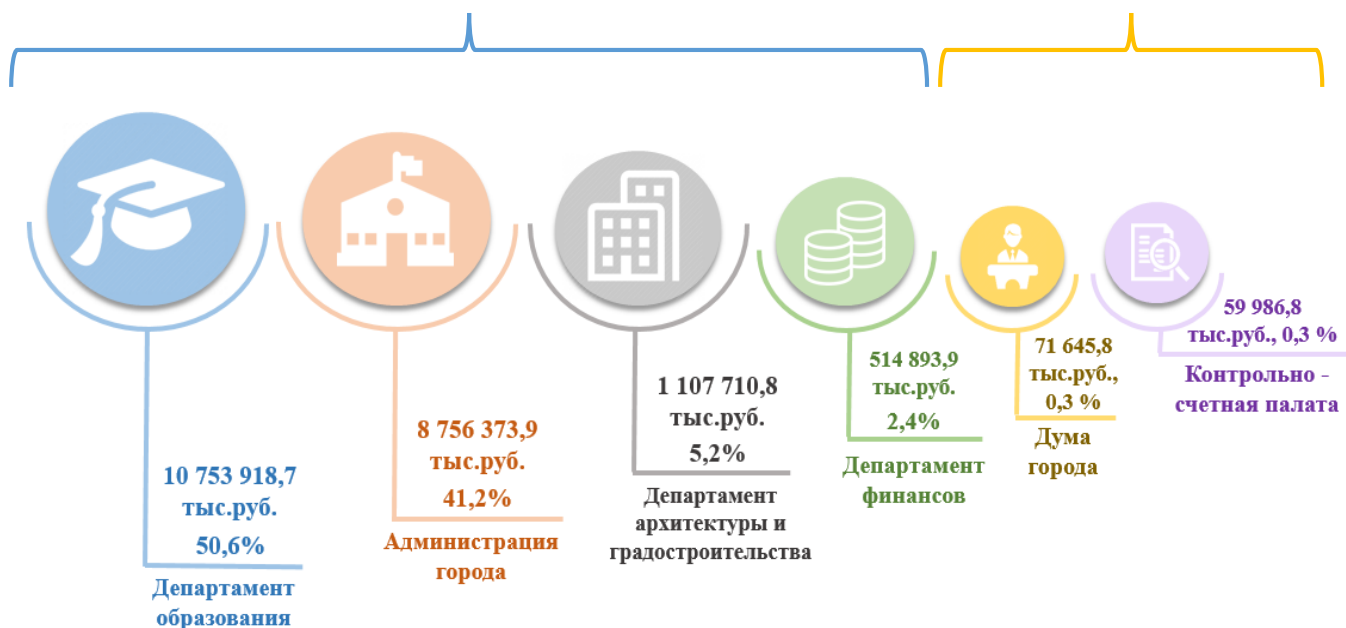 10 753 918,7
тыс.руб.
50,6%
Департамент
образования
8 756 373,9
тыс.руб.
41,2%
Администрация
города
1 107 710,8
тыс.руб.
5,2%
Департамент
архитектуры и
градостроительства
514 893,9
тыс.руб.
2,4%
Департамент
финансов
71 645,8
тыс.руб.,
0,3 %
Дума
города
59 986,8
тыс.руб., 0,3 %
Контрольно -
счетная палата